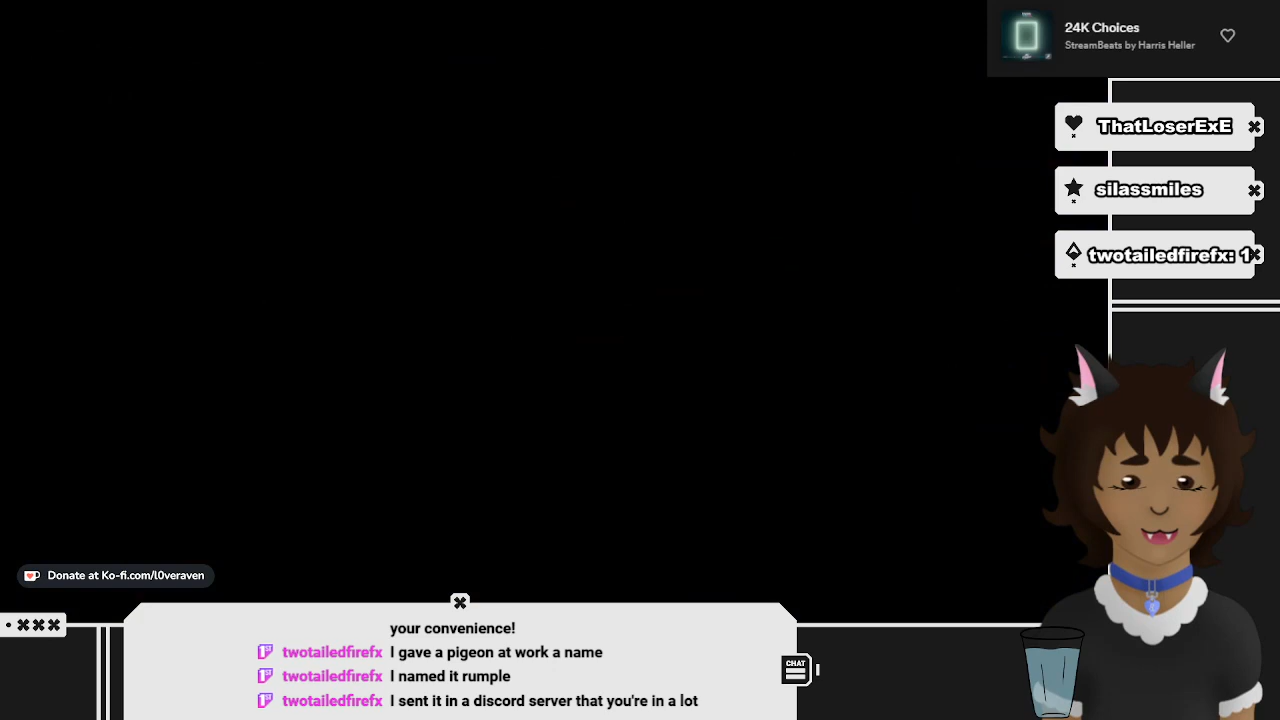 24K Choices
StreamBeats by Harris Heller
ThatLoserExE
silassmiles
twotailedfirefx: 1
Donate at Ko-fi.com/l0veraven
your convenience!
twotailedfirefx I gave a pigeon at work a name
twotailedfirefx I named it rumple
twotailedfirefx I sent it in a discord server that you're in a lot
CHAT